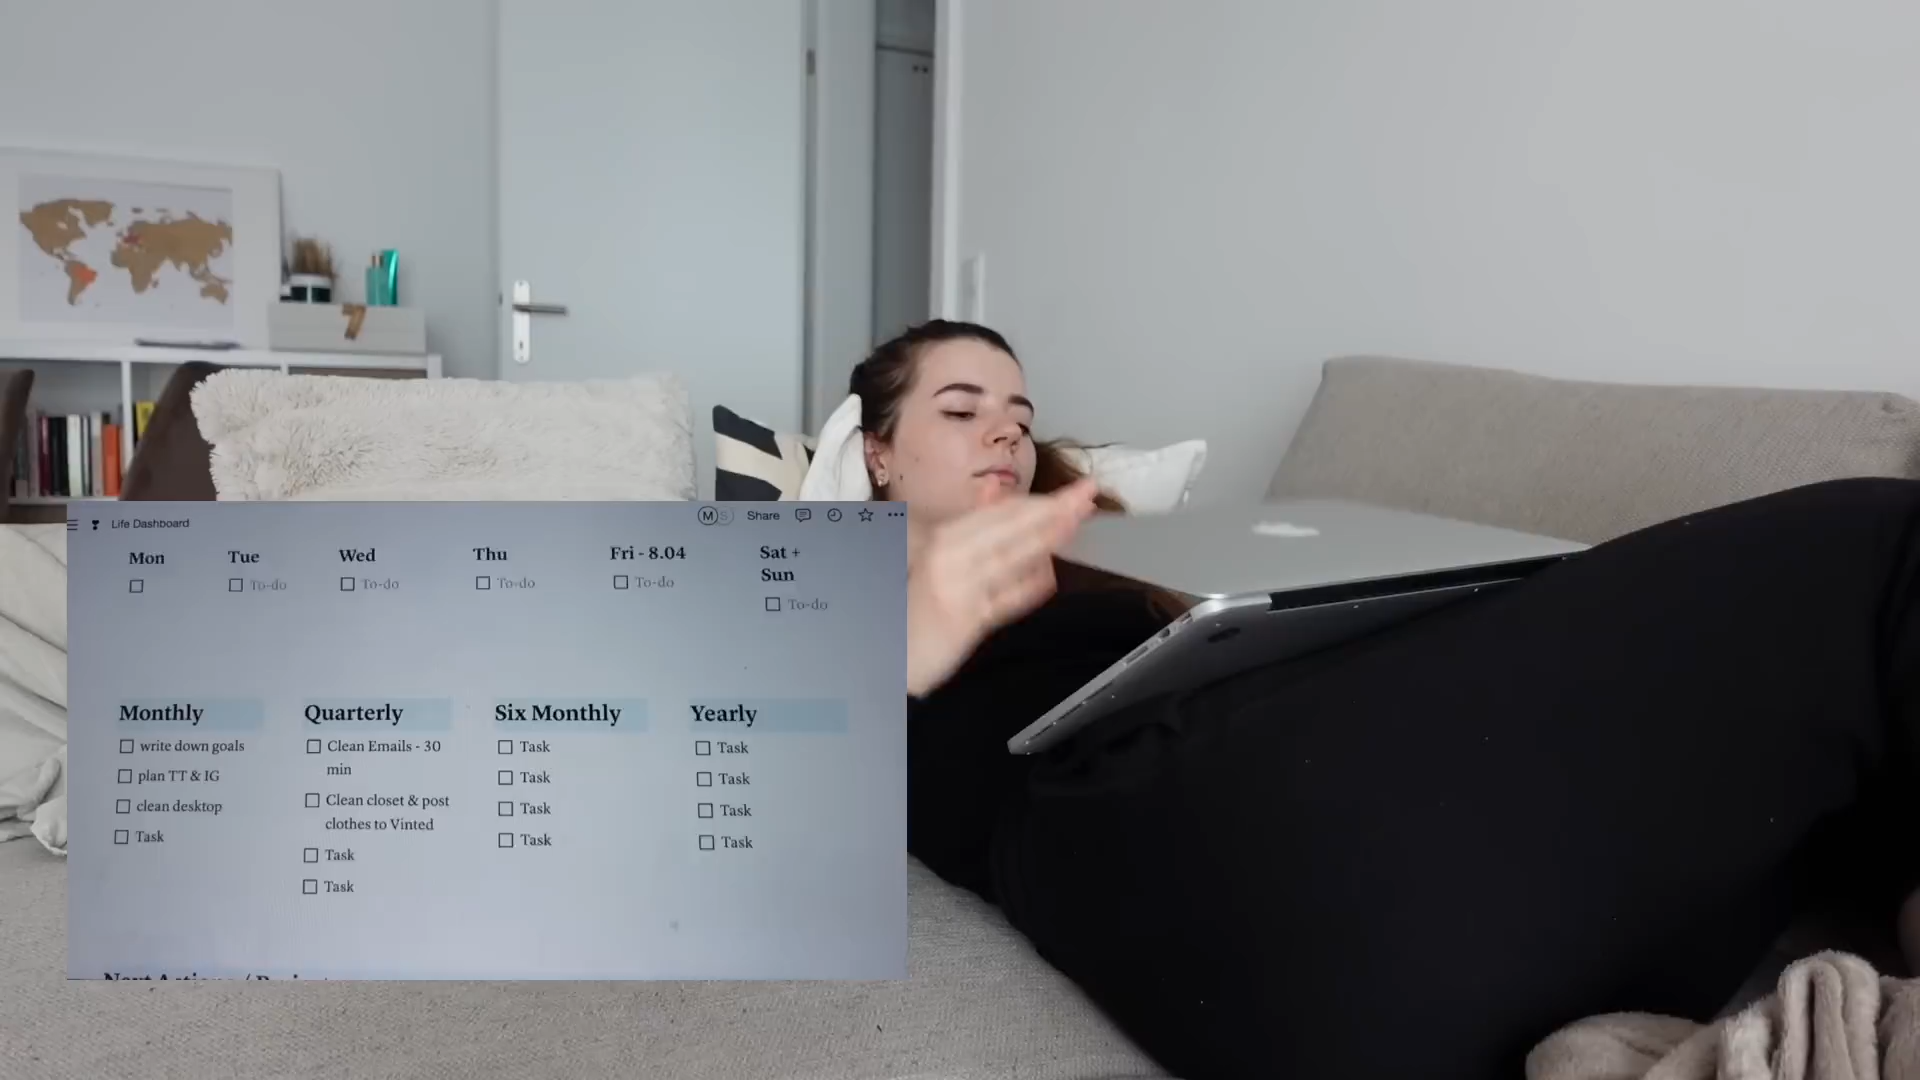 Life Dashboard
M S Share
Mon Tue Wed Thu Fri - 8.04 Sat +
Sun
To-do To-do To-do To-do
To-do
Monthly
write down goals
plan TT & IG
clean desktop
Task
Quarterly
Clean Emails - 30
min
Clean closet & post
clothes to Vinted
Task
Task
Six Monthly
Task
Task
Task
Task
Yearly
Task
Task
Task
Task